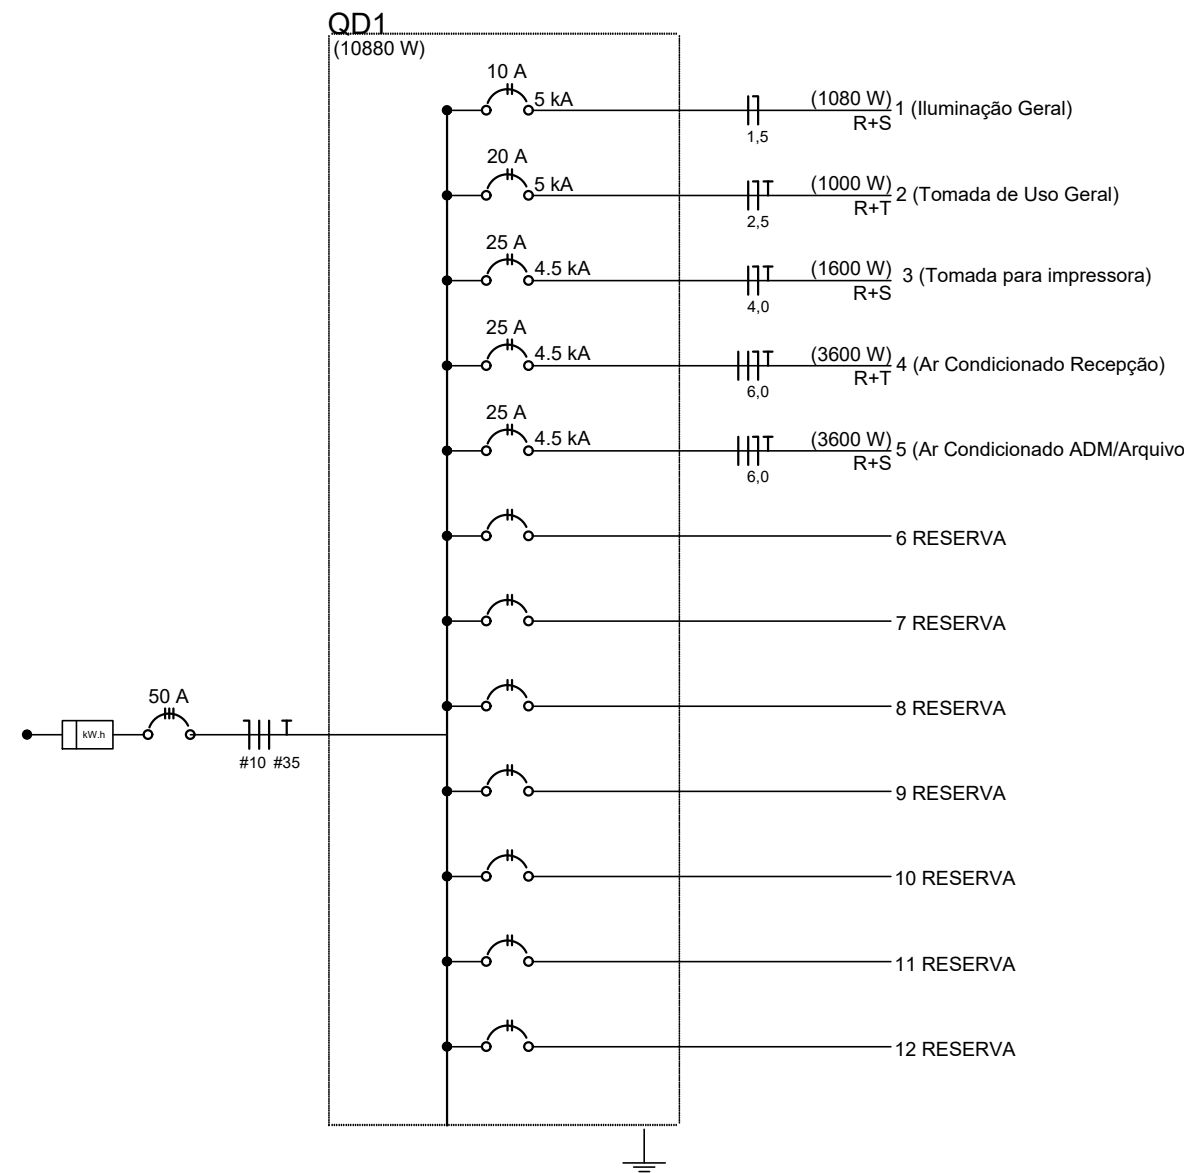 QD1
(10880 W)
10 A
5 kA
(1080 W)
R+S
1 (Iluminação Geral)
1,5
20 A
5 kA
(1000 W)
R+T
2 (Tomada de Uso Geral)
2,5
25 A
4.5 kA
(1600 W)
R+S
3 (Tomada para impressora)
4,0
25 A
4.5 kA
(3600 W)
R+T
4 (Ar Condicionado Recepção)
6,0
25 A
4.5 kA
(3600 W)
R+S
5 (Ar Condicionado ADM/Arquivo
6,0
6 RESERVA
7 RESERVA
50 A
8 RESERVA
kW.h
#10 #35
9 RESERVA
10 RESERVA
11 RESERVA
12 RESERVA